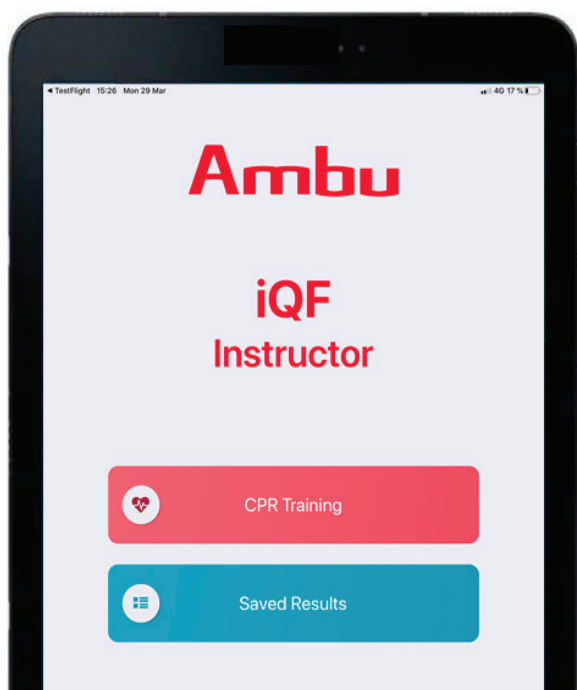 ◀ TestFlight 15:26 Mon 29 Mar
4G 17 %
Ambu
iQF
Instructor
CPR Training
Saved Results